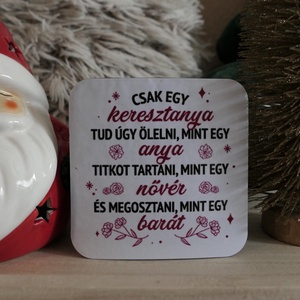 CSAK EGY
keresztanya
TUD ÚGY ÖLELNI, MINT EGY
anya
TITKOT TARTANI, MINT EGY
nővér
ÉS MEGOSZTANI, MINT EGY
barát